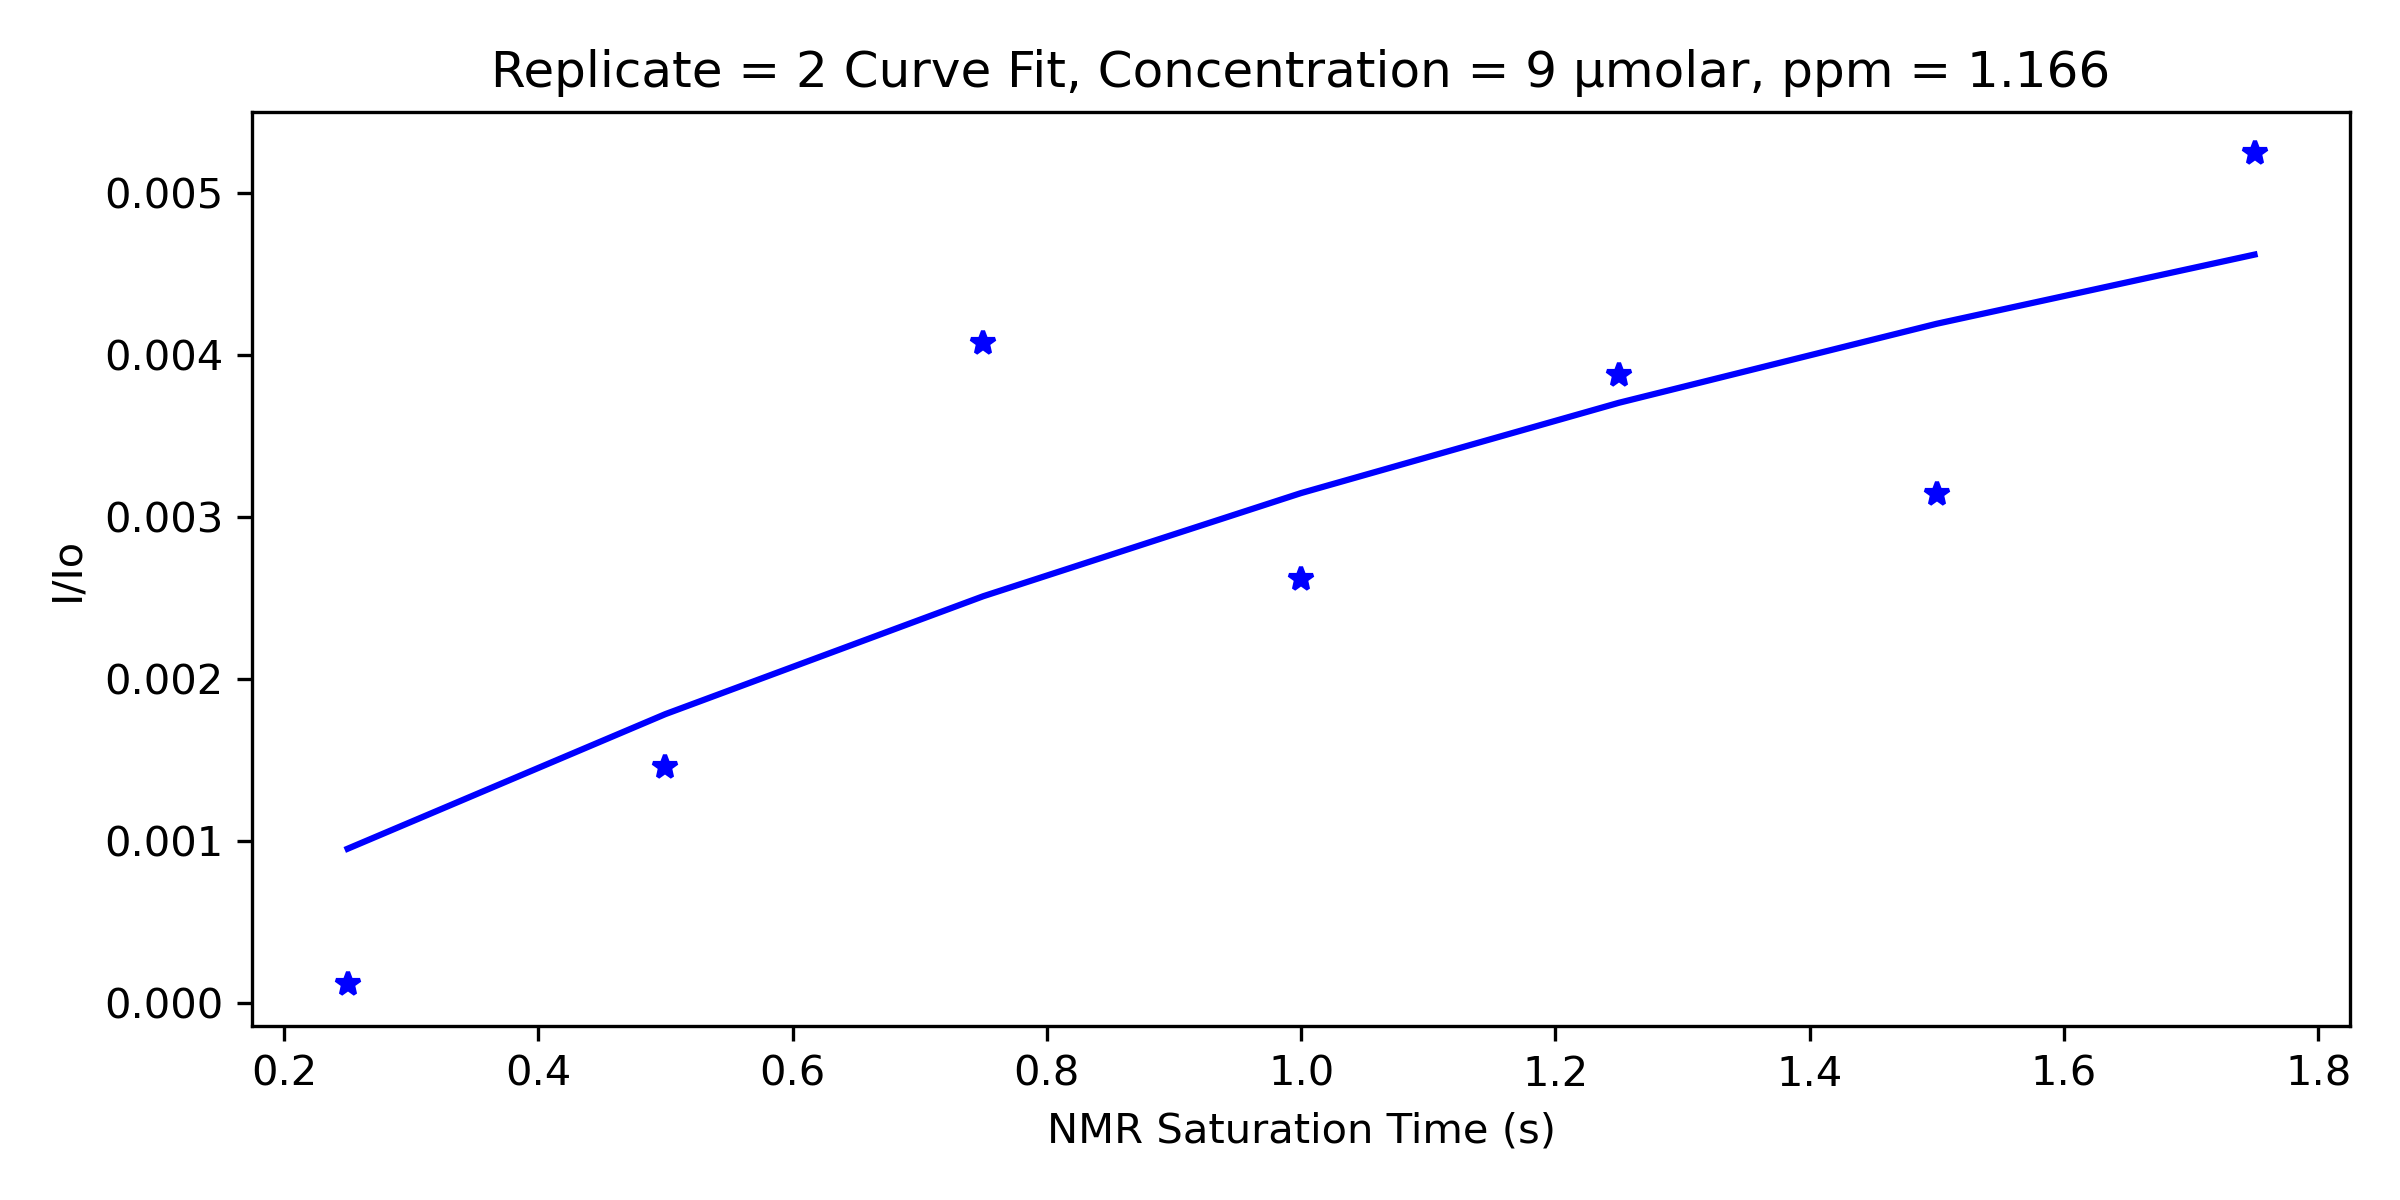 Replicate = 2 Curve Fit, Concentration = 9 µmolar, ppm = 1.166
0.005
0.004
0.003
0.002
0.001
0.000
I/Io
0.2 0.4 0.6 0.8 1.0 1.2 1.4 1.6 1.8
NMR Saturation Time (s)